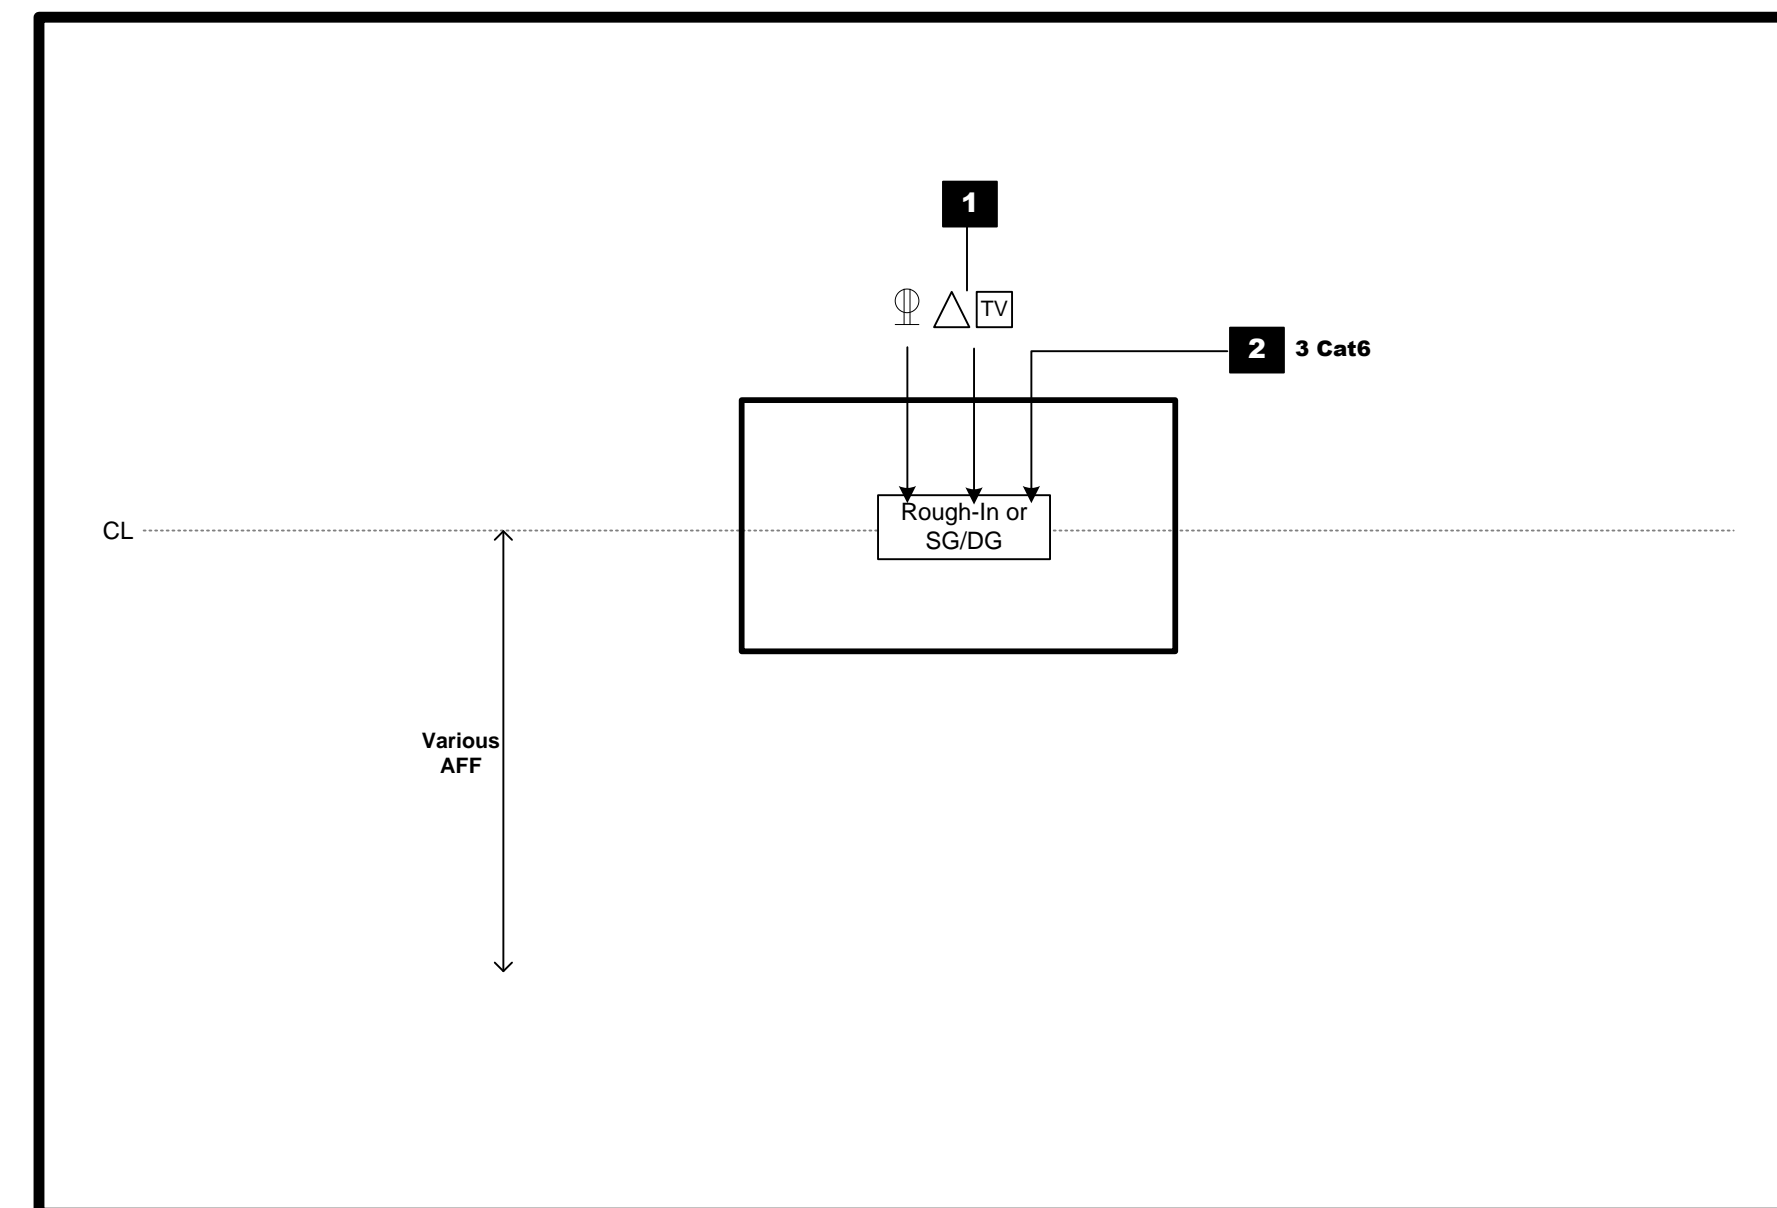 1
TV
2 3 Cat6
Rough-In or
SG/DG
CL
Various
AFF